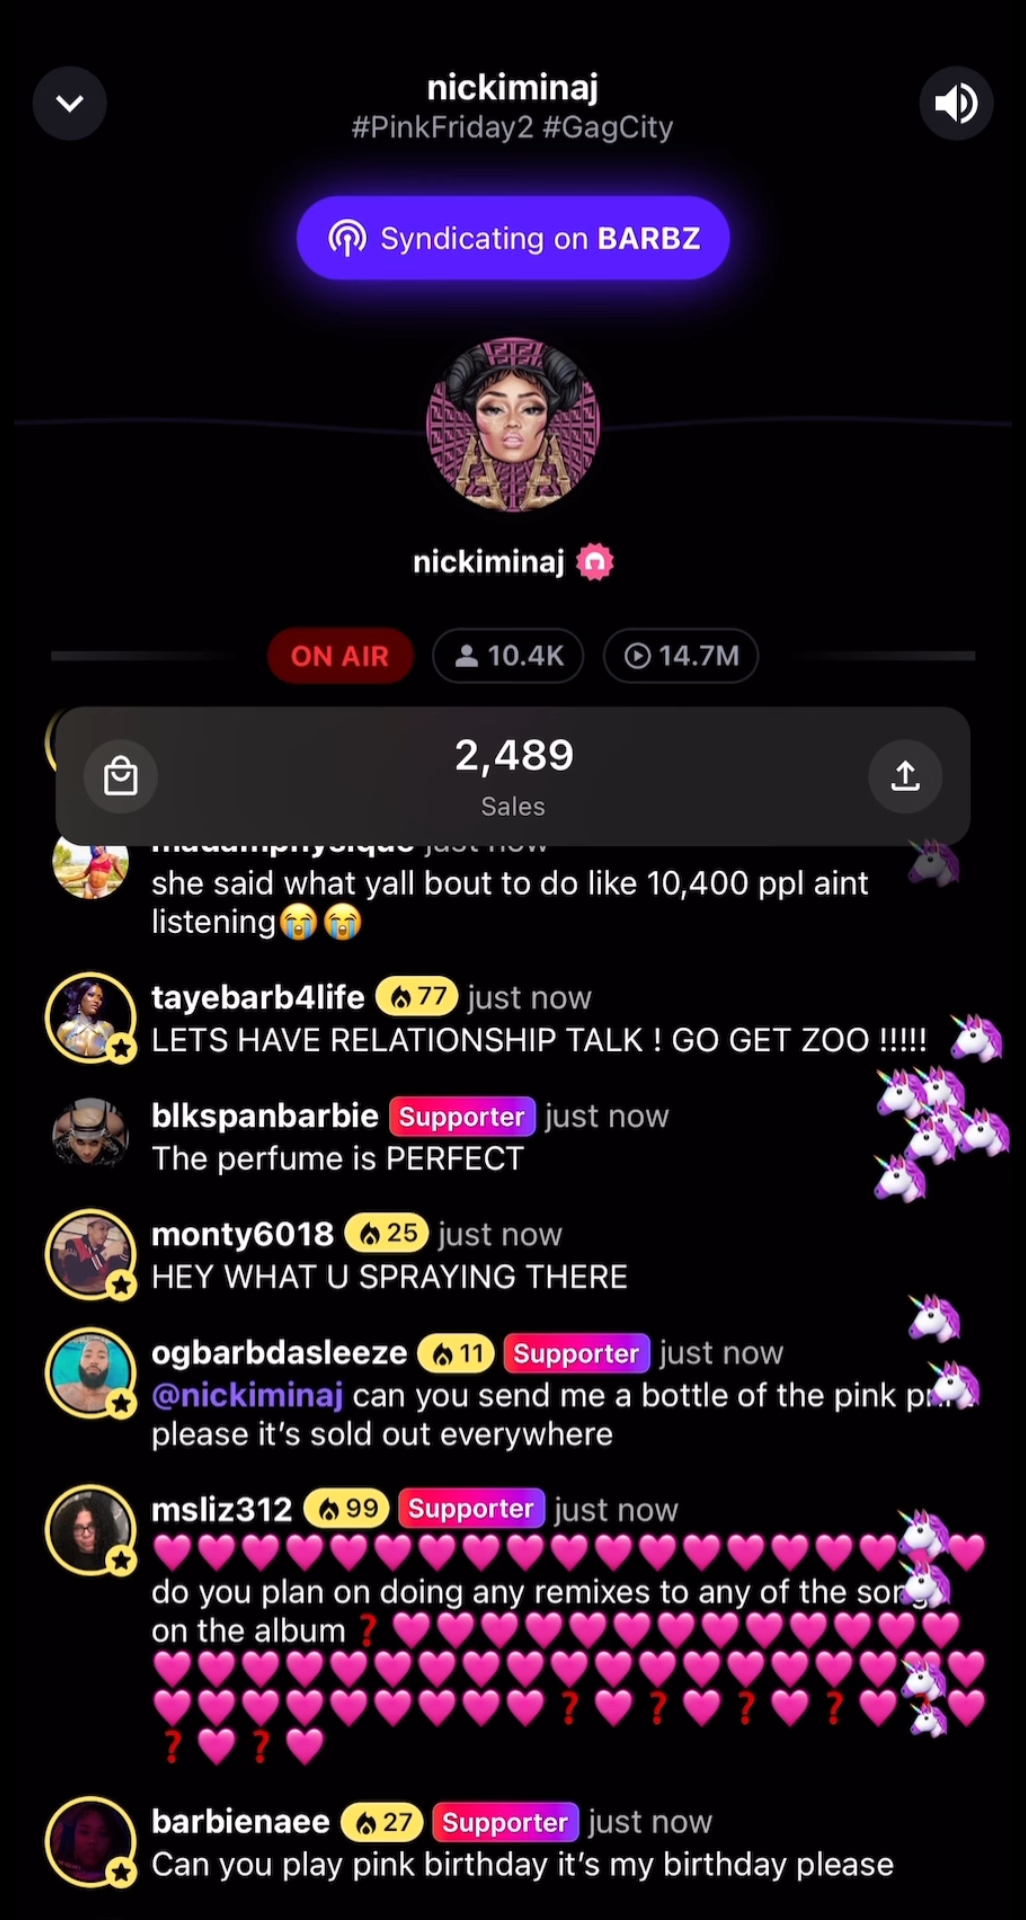 nickiminaj
#PinkFriday2 #GagCity
Syndicating on BARBZ
nickiminaj
ON AIR 10.4K 14.7M
2,489
Sales
madamphysique just now
she said what yall bout to do like 10,400 ppl aint
listening😭😭
tayebarb4life 77 just now
LETS HAVE RELATIONSHIP TALK ! GO GET ZOO !!!!!
blkspanbarbie Supporter just now
The perfume is PERFECT
monty6018 25 just now
HEY WHAT U SPRAYING THERE
ogbarbdasleeze 11 Supporter just now
@nickiminaj can you send me a bottle of the pink
please it’s sold out everywhere
msliz312 99 Supporter just now
do you plan on doing any remixes to any of the
on the album ❓
barbienaee 27 Supporter just now
Can you play pink birthday it’s my birthday please